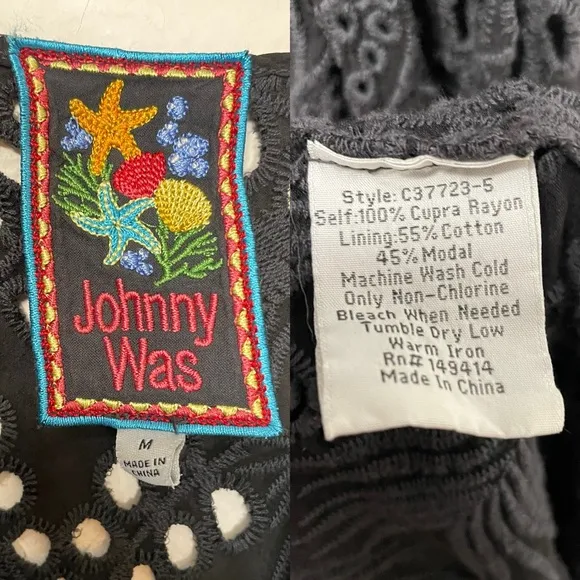 Johnny
Was
M
MADE IN
CHINA
Style: C37723-5
Self:100% Cupra Rayon
Lining:55% Cotton
45% Modal
Machine Wash Cold
Only Non-Chlorine
Bleach When Needed
Tumble Dry Low
Warm Iron
Rn# 149414
Made In China